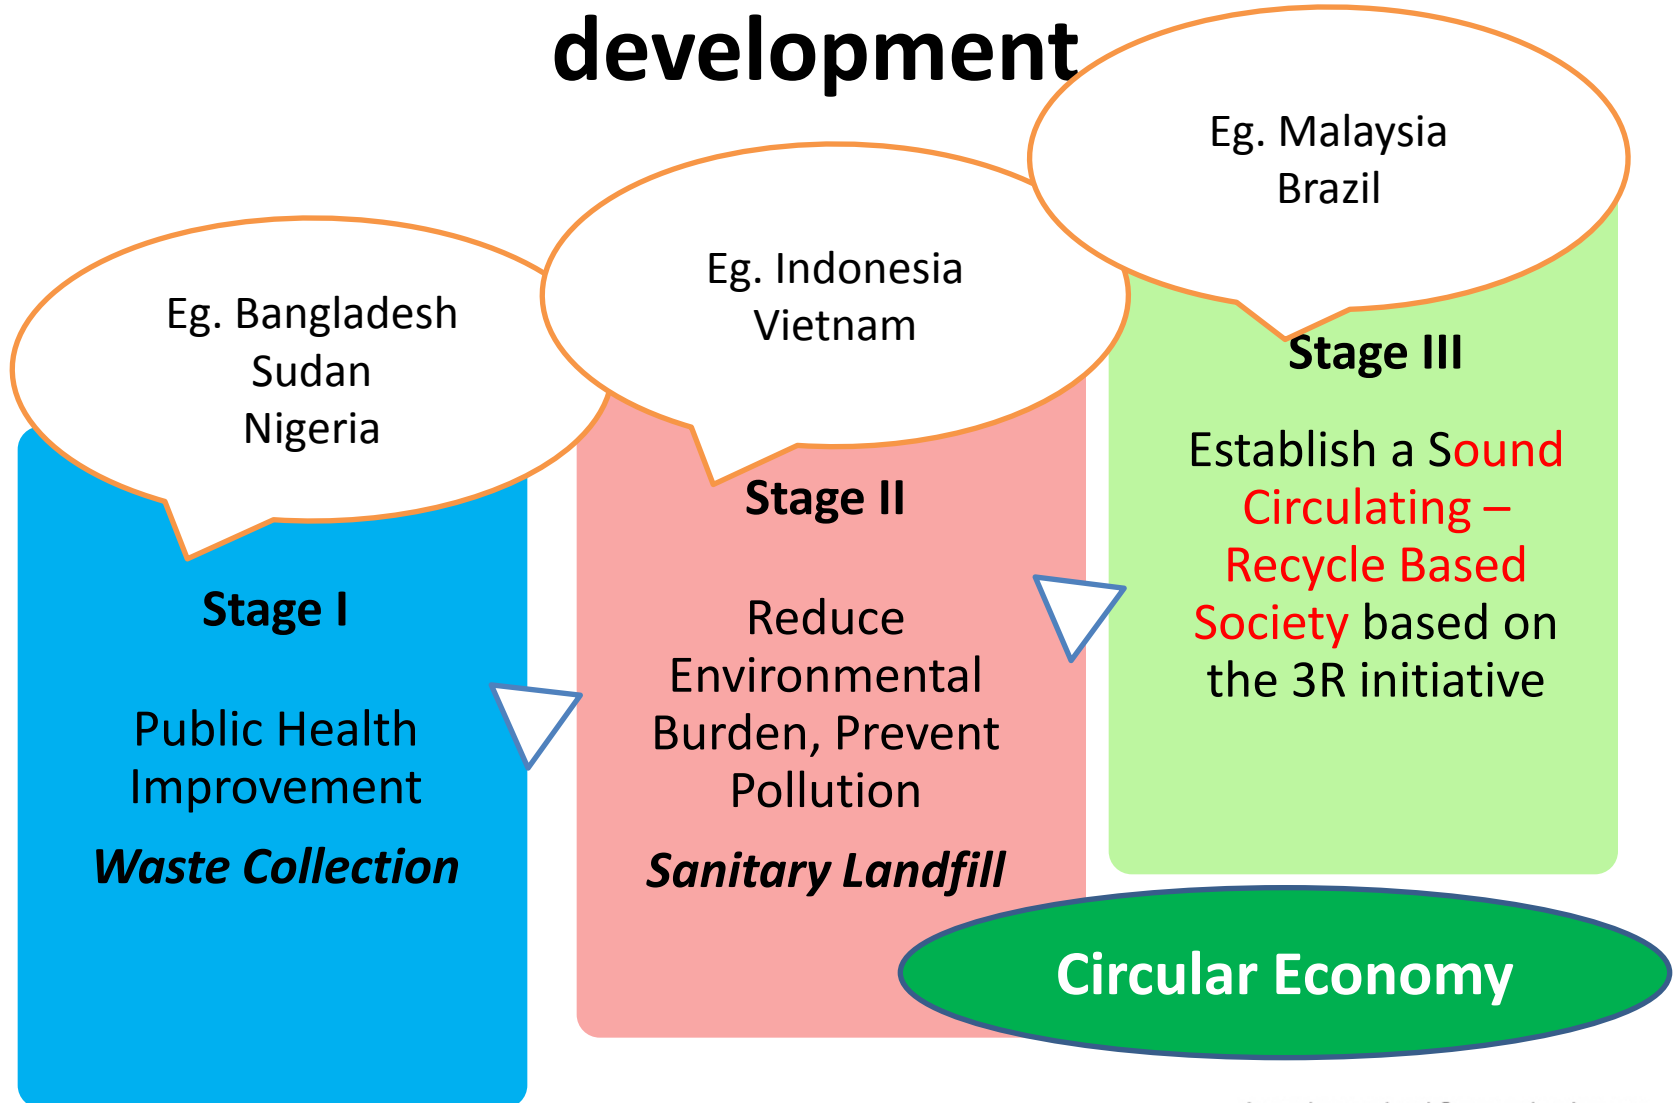 development
Eg. Malaysia
Brazil
Eg. Indonesia
Vietnam
Eg. Bangladesh
Sudan
Nigeria
Stage I
Public Health
Improvement
Waste Collection
Stage II
Reduce
Environmental
Burden, Prevent
Pollution
Sanitary Landfill
Stage III
Establish a Sound
Circulating –
Recycle Based
Society based on
the 3R initiative
Circular Economy